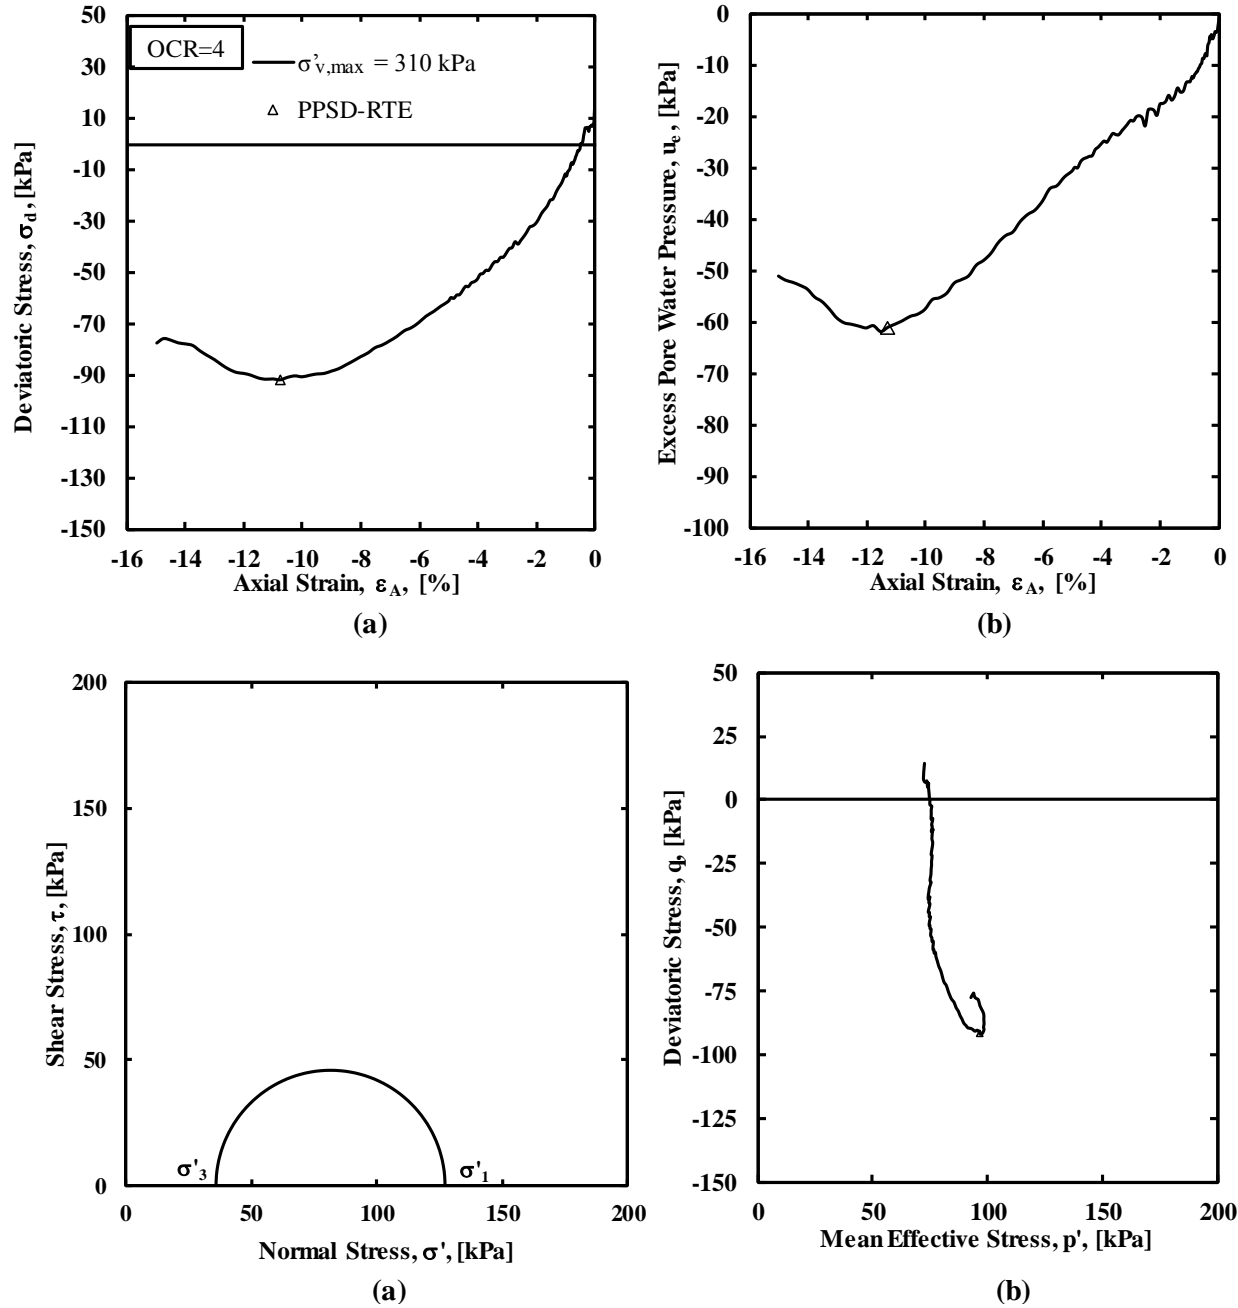 50
30
10
-10
-30
-50
-70
-90
-110
-130
-150
Deviatoric Stress, σd, [kPa]
OCR=4
σ'v,max = 310 kPa
PPSD-RTE
-16 -14 -12 -10 -8 -6 -4 -2 0
Axial Strain, εA, [%]
(a)
0
-10
-20
-30
-40
-50
-60
-70
-80
-90
-100
Excess Pore Water Pressure, ue, [kPa]
-16 -14 -12 -10 -8 -6 -4 -2 0
Axial Strain, εA, [%]
(b)
200
150
100
50
0
Shear Stress, τ, [kPa]
σ'3
σ'1
0 50 100 150 200
Normal Stress, σ', [kPa]
(a)
50
25
0
-25
-50
-75
-100
-125
-150
Deviatoric Stress, q, [kPa]
0 50 100 150 200
Mean Effective Stress, p', [kPa]
(b)